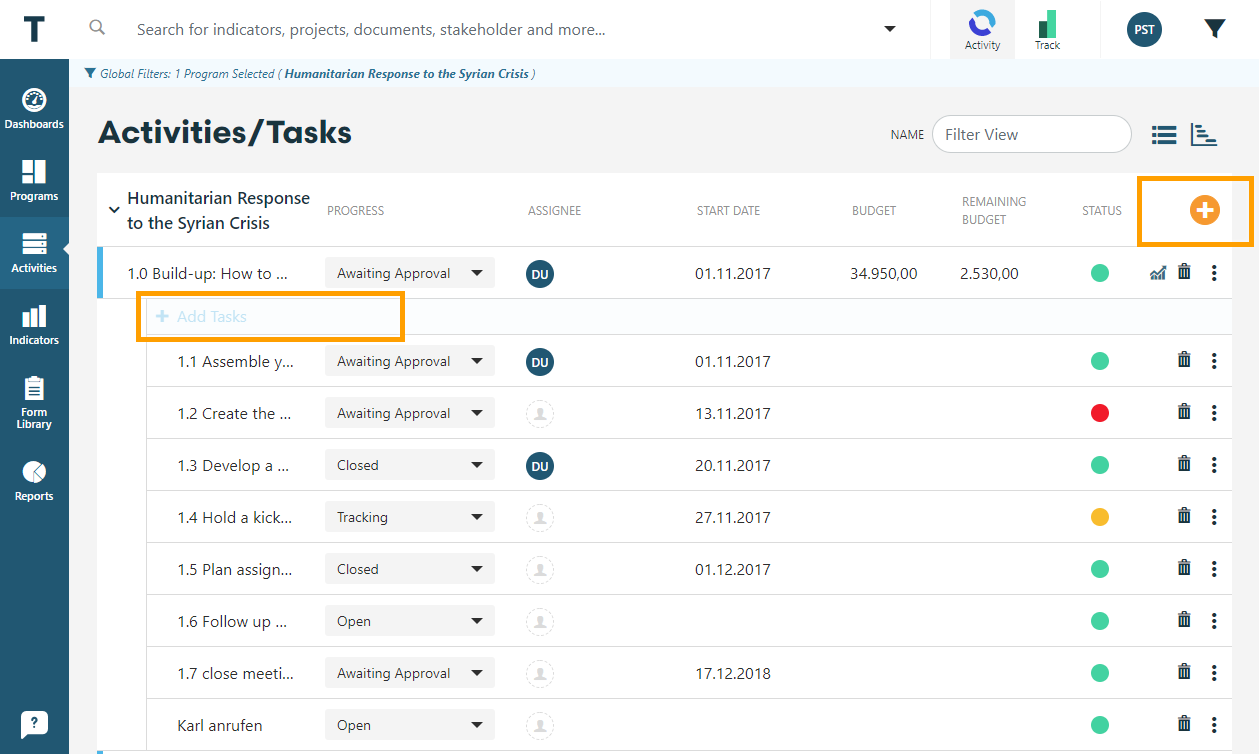 T
Search for indicators, projects, documents, stakeholder and more...
Activity
Track
PST
Global Filters: 1 Program Selected ( Humanitarian Response to the Syrian Crisis )
Dashboards
Programs
Activities
Indicators
Form
Library
Reports
?
Activities/Tasks
NAME
Filter View
Humanitarian Response
to the Syrian Crisis
PROGRESS
ASSIGNEE
START DATE
BUDGET
REMAINING
BUDGET
STATUS
1.0 Build-up: How to ... Awaiting Approval DU 01.11.2017 34.950,00 2.530,00
+ Add Tasks
1.1 Assemble y... Awaiting Approval DU 01.11.2017
1.2 Create the ... Awaiting Approval 13.11.2017
1.3 Develop a ... Closed DU 20.11.2017
1.4 Hold a kick... Tracking 27.11.2017
1.5 Plan assign... Closed 01.12.2017
1.6 Follow up ... Open
1.7 close meeti... Awaiting Approval 17.12.2018
Karl anrufen Open